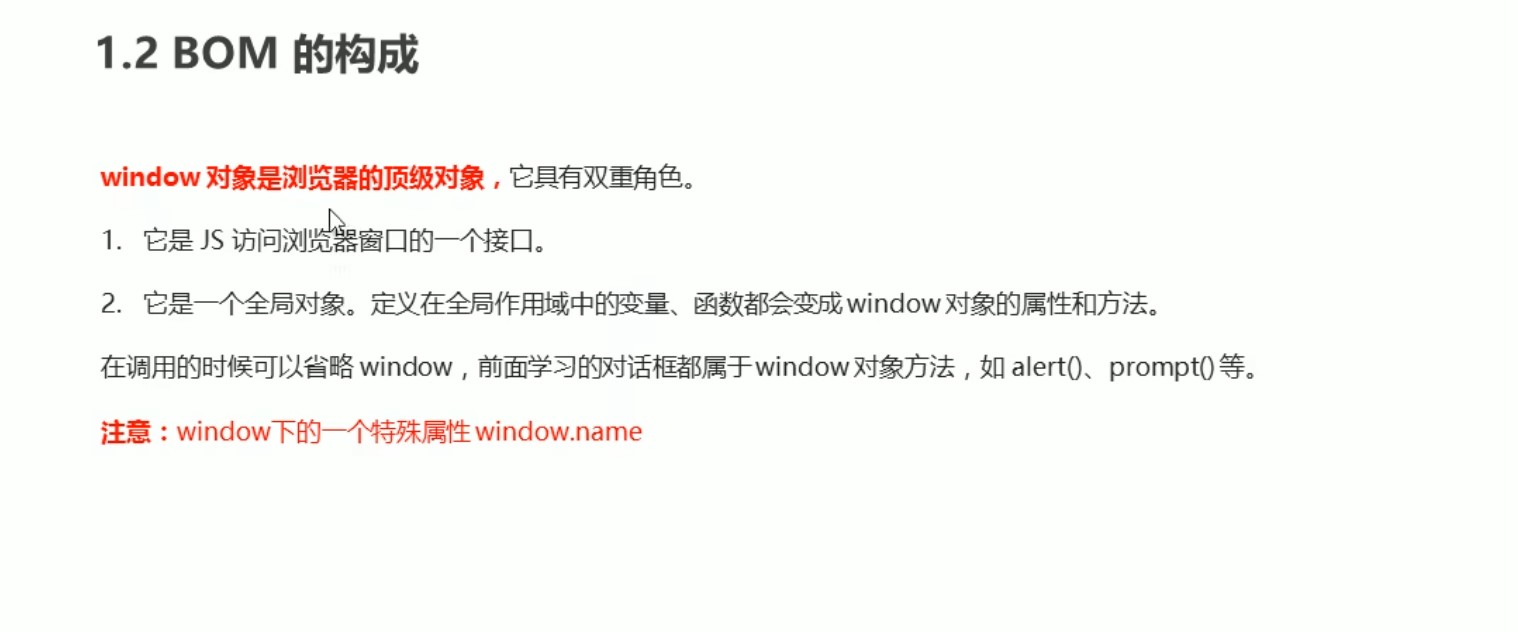 1.2 BOM 的构成
window 对象是浏览器的顶级对象，它具有双重角色。
1. 它是 JS 访问浏览器窗口的一个接口。
2. 它是一个全局对象。定义在全局作用域中的变量、函数都会变成 window 对象的属性和方法。
在调用的时候可以省略 window，前面学习的对话框都属于 window 对象方法，如 alert()、prompt() 等。
注意：window下的一个特殊属性 window.name